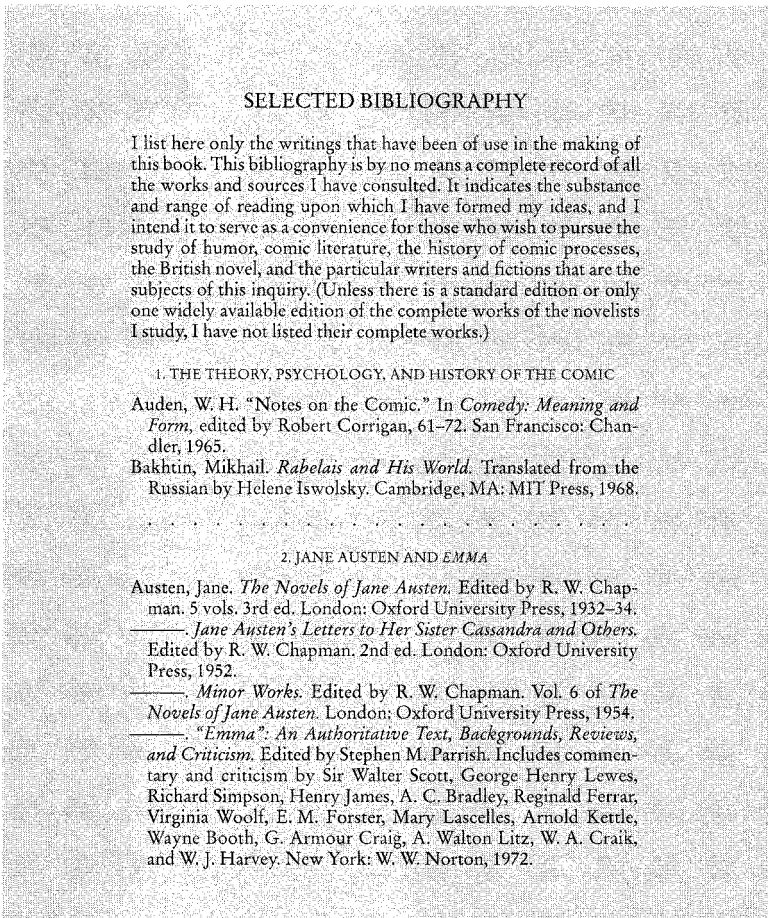 SELECTED BIBLIOGRAPHY
I list here only the writings that have been of use in the making of
this book. This bibliography is by no means a complete record of all
the works and sources I have consulted. It indicates the substance
and range of reading upon which I have formed my ideas, and I
intend it to serve as a convenience for those who wish to pursue the
study of humor, comic literature, the history of comic processes,
the British novel, and the particular writers and fictions that are the
subjects of this inquiry. (Unless there is a standard edition or only
one widely available edition of the complete works of the novelists
I study, I have not listed their complete works.)
1. THE THEORY, PSYCHOLOGY, AND HISTORY OF THE COMIC
Auden, W. H. “Notes on the Comic.” In Comedy: Meaning and
Form, edited by Robert Corrigan, 61–72. San Francisco: Chan-
dler, 1965.
Bakhtin, Mikhail. Rabelais and His World. Translated from the
Russian by Helene Iswolsky. Cambridge, MA: MIT Press, 1968.
. . . . . . . . . . . . . . . . . . . . .
2. JANE AUSTEN AND EMMA
Austen, Jane. The Novels of Jane Austen. Edited by R. W. Chap-
man. 5 vols. 3rd ed. London: Oxford University Press, 1932–34.
———. Jane Austen’s Letters to Her Sister Cassandra and Others.
Edited by R. W. Chapman. 2nd ed. London: Oxford University
Press, 1952.
———. Minor Works. Edited by R. W. Chapman. Vol. 6 of The
Novels of Jane Austen. London: Oxford University Press, 1954.
———. “Emma”: An Authoritative Text, Backgrounds, Reviews,
and Criticism. Edited by Stephen M. Parrish. Includes commen-
tary and criticism by Sir Walter Scott, George Henry Lewes,
Richard Simpson, Henry James, A. C. Bradley, Reginald Ferrar,
Virginia Woolf, E. M. Forster, Mary Lascelles, Arnold Kettle,
Wayne Booth, G. Armour Craig, A. Walton Litz, W. A. Craik,
and W. J. Harvey. New York: W. W. Norton, 1972.